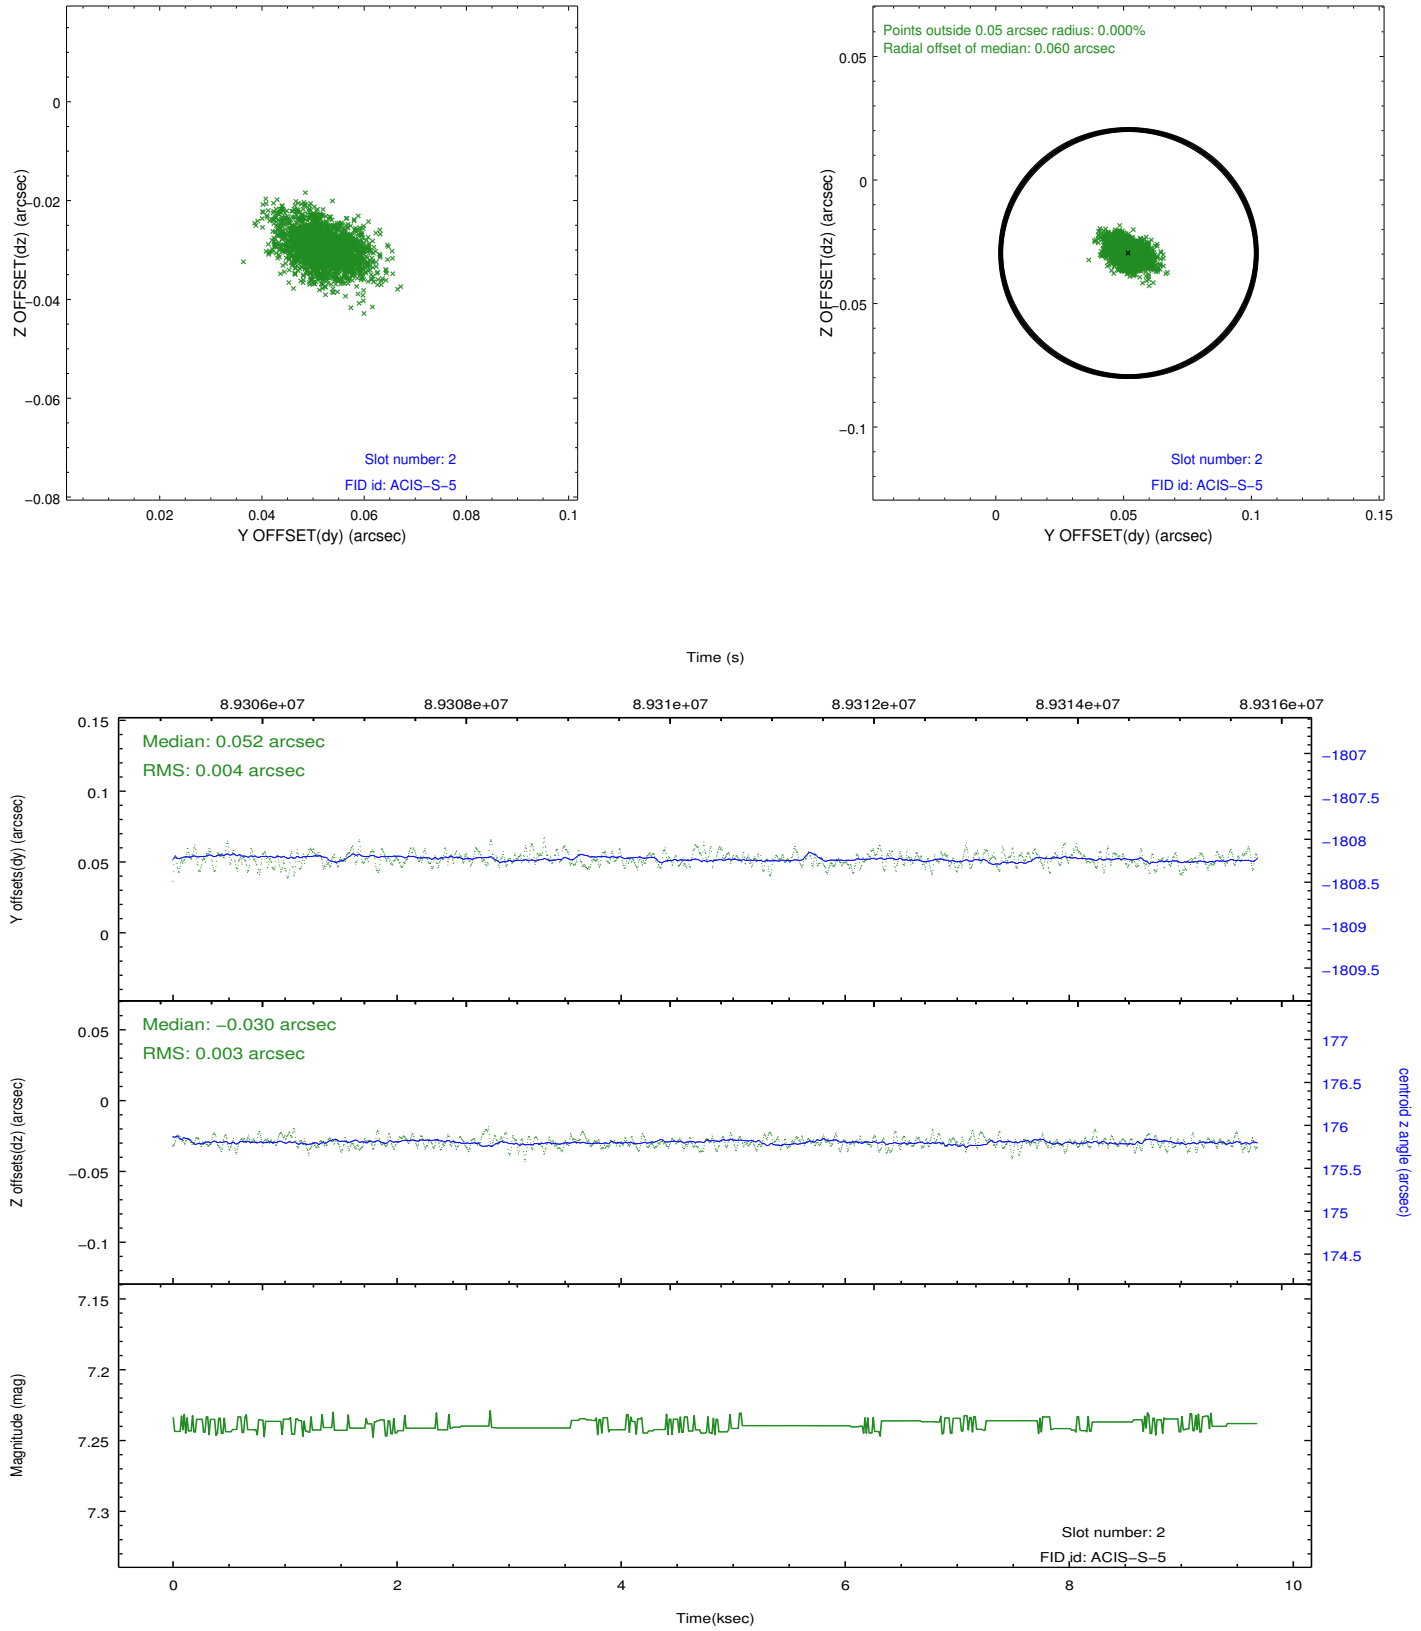 0
−0.02
−0.04
−0.06
−0.08
Z OFFSET(dz) (arcsec)
Slot number: 2
FID id: ACIS−S−5
0.02 0.04 0.06 0.08 0.1
Y OFFSET(dy) (arcsec)
Points outside 0.05 arcsec radius: 0.000%
Radial offset of median: 0.060 arcsec
0.05
0
−0.05
−0.1
Z OFFSET(dz) (arcsec)
Slot number: 2
FID id: ACIS−S−5
0 0.05 0.1 0.15
Y OFFSET(dy) (arcsec)
Time (s)
8.9306e+07 8.9308e+07 8.931e+07 8.9312e+07 8.9314e+07 8.9316e+07
Median: 0.052 arcsec
RMS: 0.004 arcsec
0.15
0.1
0.05
0
Y offsets(dy) (arcsec)
−1807
−1807.5
−1808
−1808.5
−1809
−1809.5
Median: −0.030 arcsec
RMS: 0.003 arcsec
0.05
0
−0.05
−0.1
Z offsets(dz) (arcsec)
177
176.5
176
175.5
175
174.5
centroid z angle (arcsec)
7.15
7.2
7.25
7.3
Magnitude (mag)
Slot number: 2
FID id: ACIS−S−5
0 2 4 6 8 10
Time(ksec)